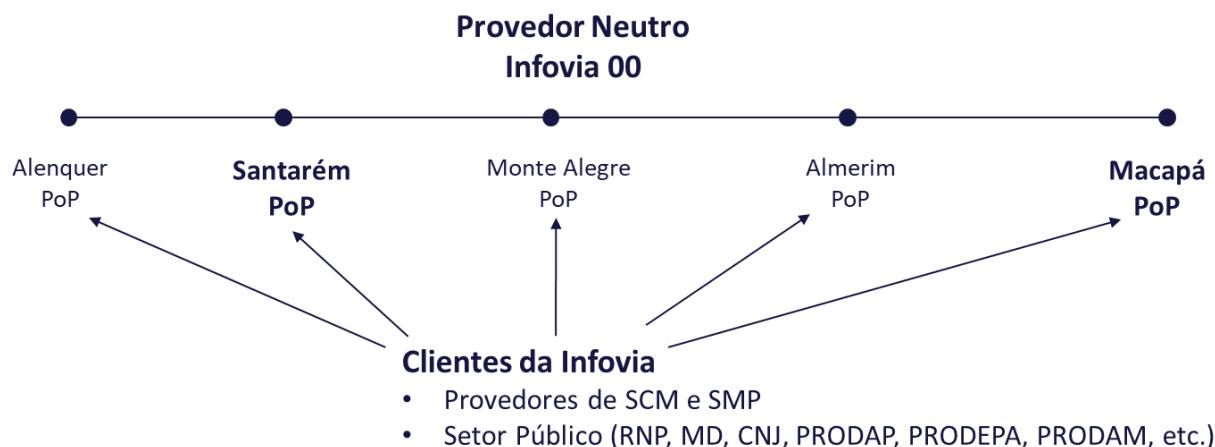 Provedor Neutro
Infovia 00
Alenquer
PoP
Santarém
PoP
Monte Alegre
PoP
Almerim
PoP
Macapá
PoP
Clientes da Infovia
• Provedores de SCM e SMP
• Setor Público (RNP, MD, CNJ, PRODAP, PRODEPA, PRODAM, etc.)